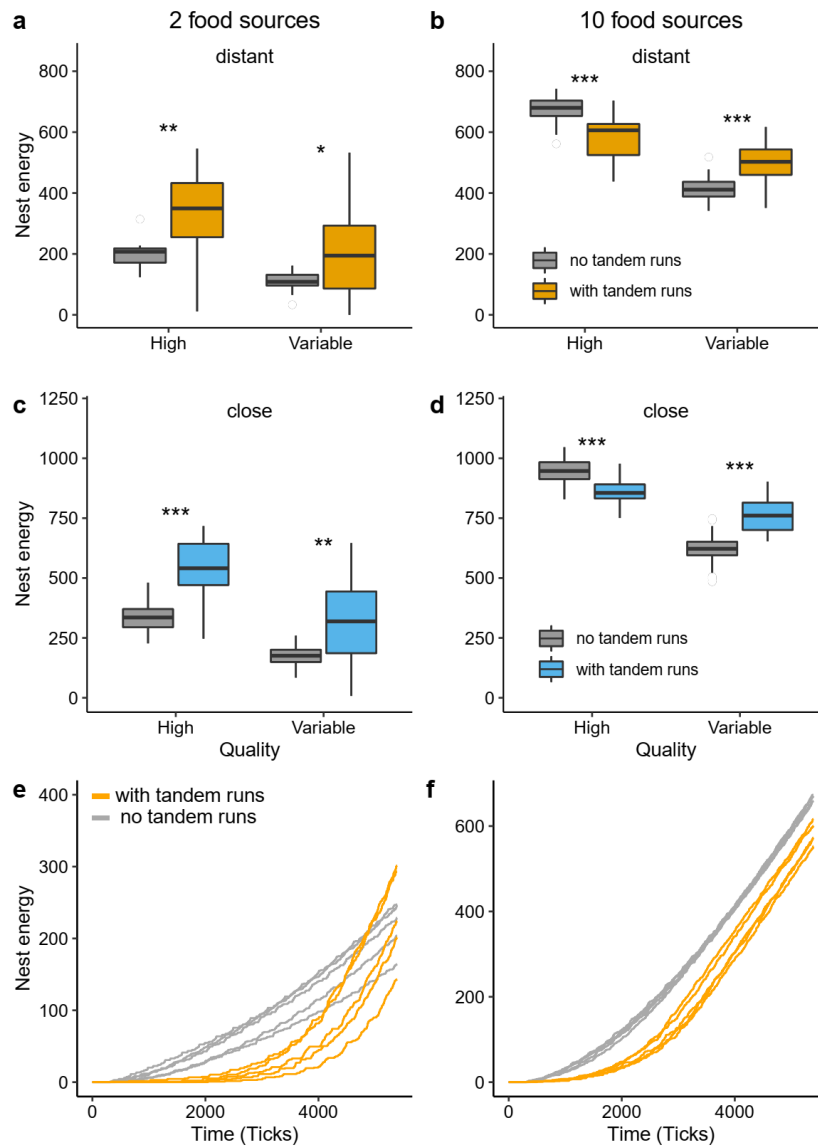 a 2 food sources b 10 food sources
distant distant
Nest energy
800
600
400
200
0
** *
High Variable
800
600
400
200
0
*** ***
no tandem runs
with tandem runs
High Variable
c close
Nest energy
1250
1000
750
500
250
0
*** **
High Variable
Quality
d close
1250
1000
750
500
250
0
*** ***
no tandem runs
with tandem runs
High Variable
Quality
e
Nest energy
400
300
200
100
0
with tandem runs
no tandem runs
0 2000 4000
Time (Ticks)
f
600
400
200
0
0 2000 4000
Time (Ticks)